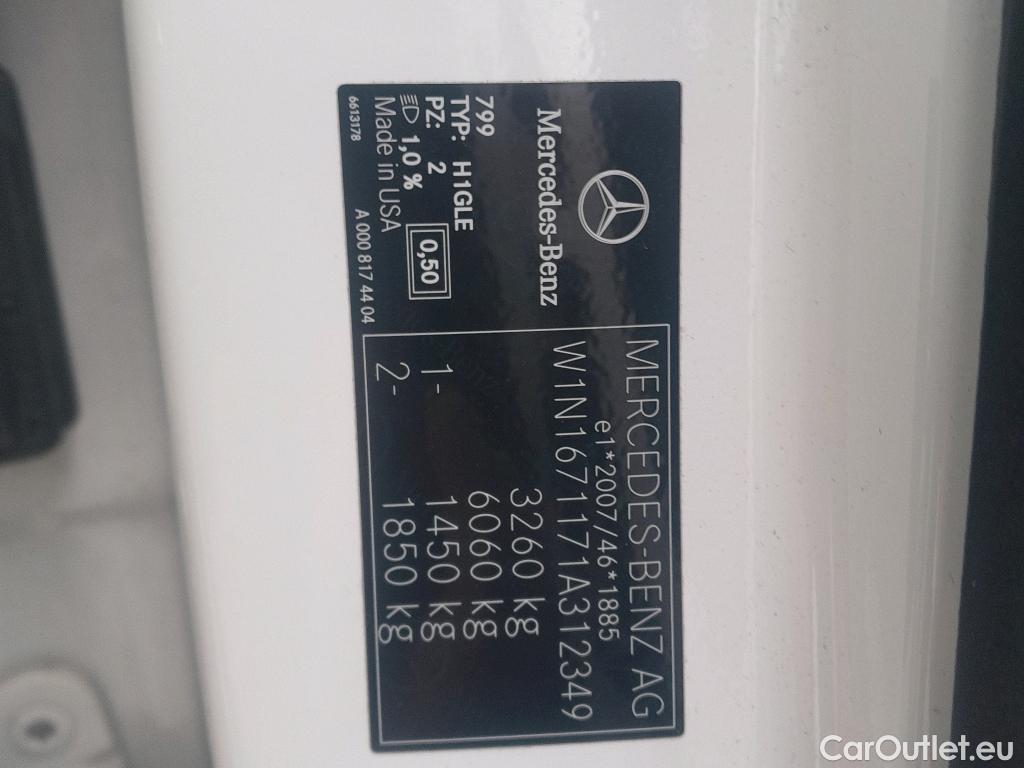 Mercedes-Benz
799
TYP: H1GLE
PZ: 2
1,0 % 0,50
Made in USA
6613178 A 000 817 44 04
MERCEDES-BENZ AG
e1*2007/46*1885
W1N1671171A312349
3260 kg
6060 kg
1- 1450 kg
2- 1850 kg
CarOutlet.eu